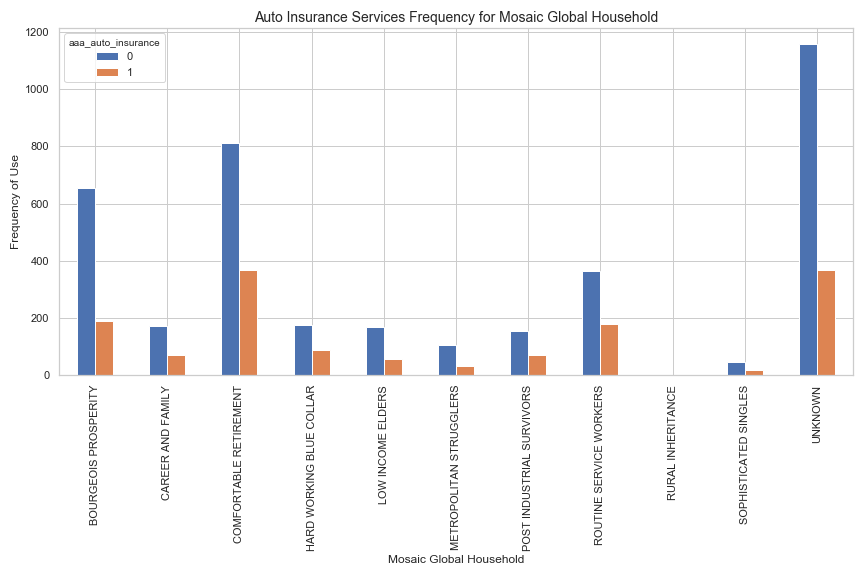 Auto Insurance Services Frequency for Mosaic Global Household
aaa_auto_insurance
0
1
1200
1000
800
600
400
200
0
Frequency of Use
BOURGEOIS PROSPERITY
CAREER AND FAMILY
COMFORTABLE RETIREMENT
HARD WORKING BLUE COLLAR
LOW INCOME ELDERS
METROPOLITAN STRUGGLERS
POST INDUSTRIAL SURVIVORS
ROUTINE SERVICE WORKERS
RURAL INHERITANCE
SOPHISTICATED SINGLES
UNKNOWN
Mosaic Global Household